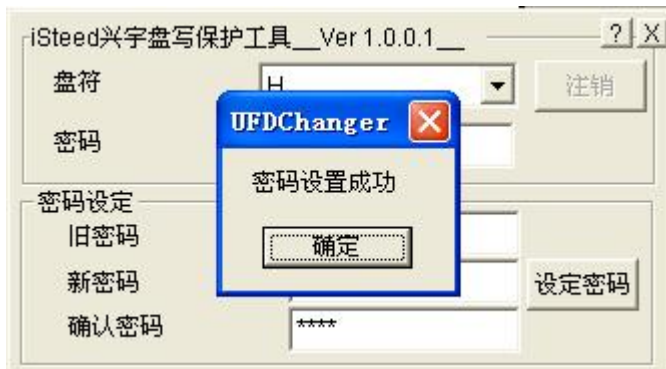 iSteed兴宇盘写保护工具__Ver 1.0.0.1__ ? X
盘符 H 注销
UFDChanger
密码
密码设置成功
密码设定
旧密码
确定
新密码 设定密码
确认密码 ****